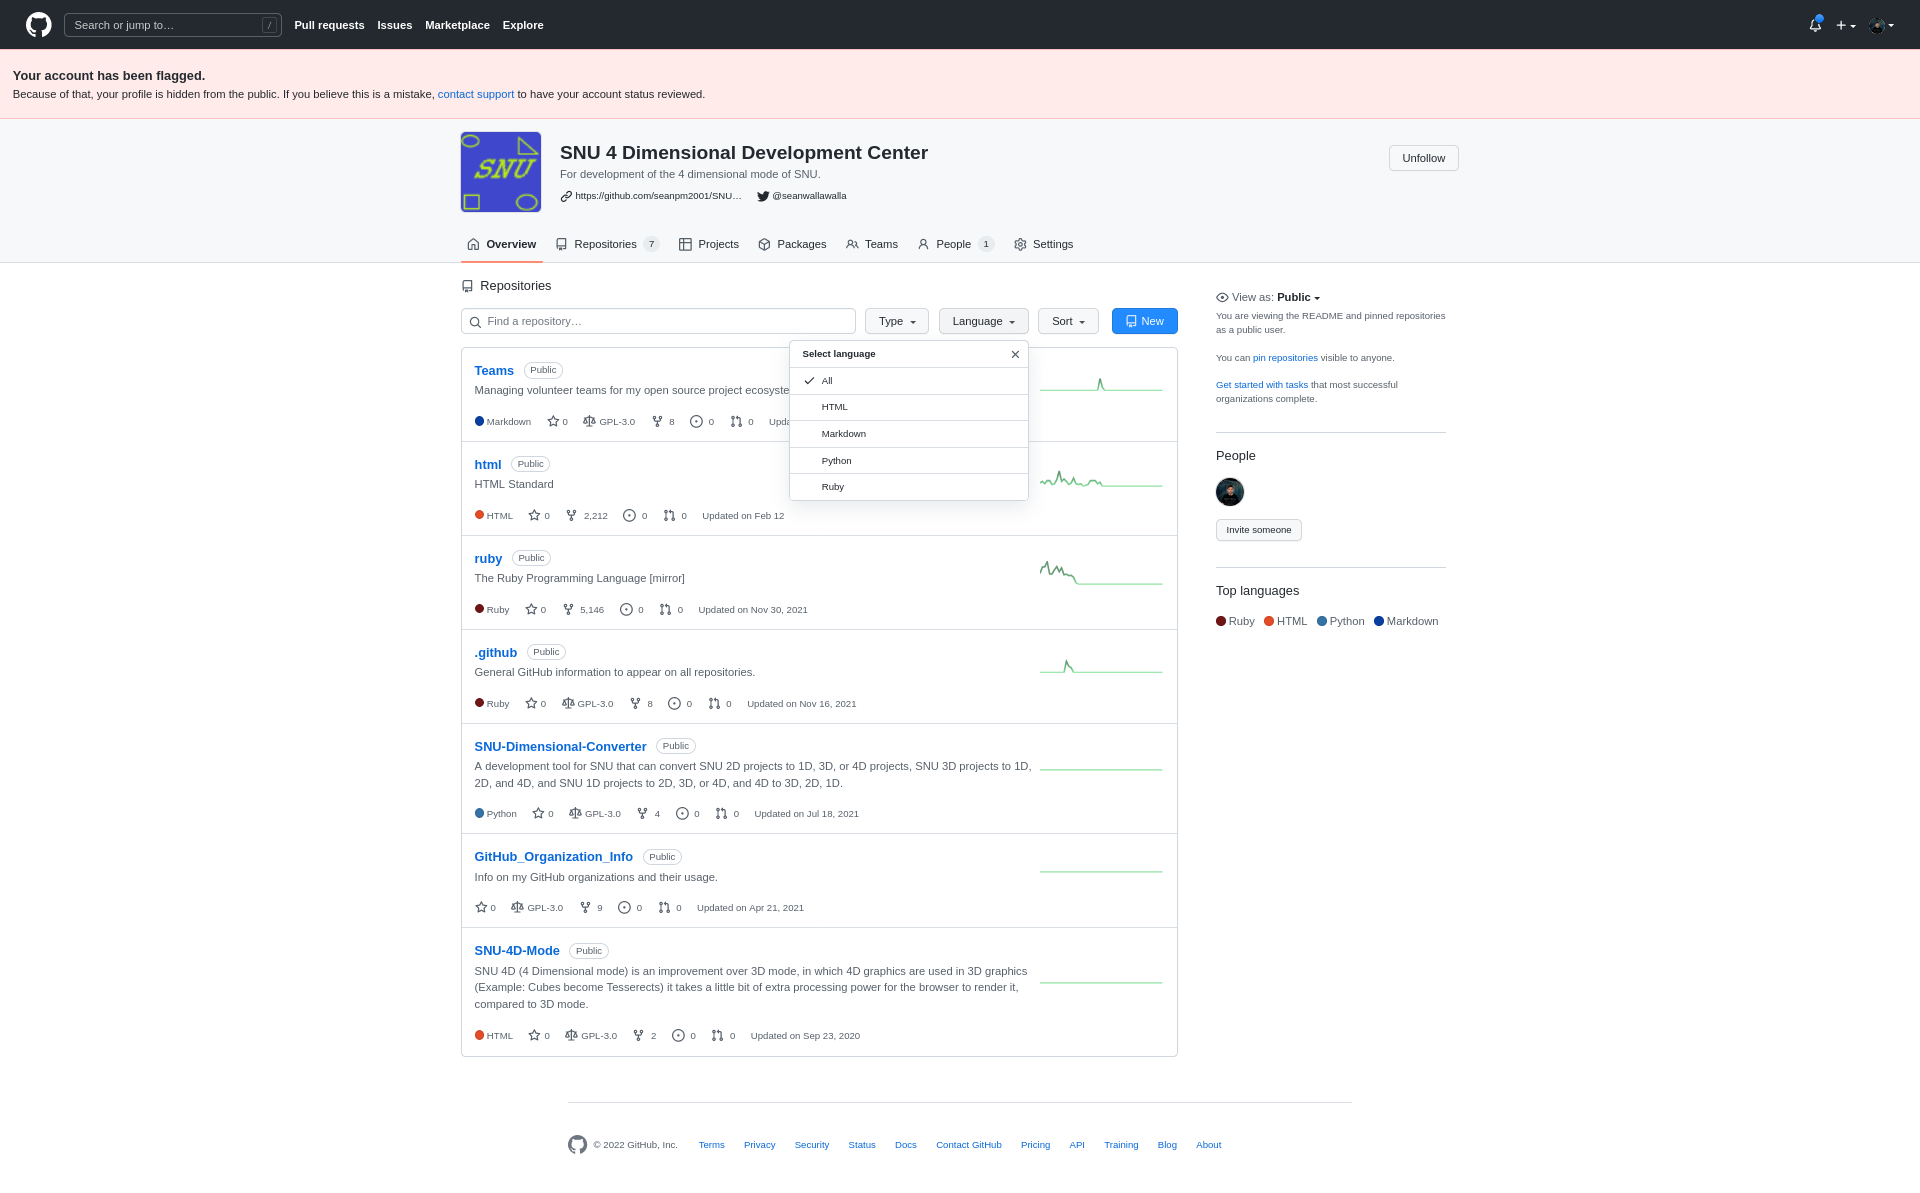 Search or jump to…
/
Pull requests Issues Marketplace Explore
Your account has been flagged.
Because of that, your profile is hidden from the public. If you believe this is a mistake, contact support to have your account status reviewed.
SNU
SNU 4 Dimensional Development Center
For development of the 4 dimensional mode of SNU.
https://github.com/seanpm2001/SNU… @seanwallawalla
Unfollow
Overview Repositories 7 Projects Packages Teams People 1 Settings
Repositories
Find a repository…
Type Language Sort New
Select language
All
HTML
Markdown
Python
Ruby
Teams Public
Managing volunteer teams for my open source project ecosyste
Markdown 0 GPL-3.0 8 0 0 Upda
html Public
HTML Standard
HTML 0 2,212 0 0 Updated on Feb 12
ruby Public
The Ruby Programming Language [mirror]
Ruby 0 5,146 0 0 Updated on Nov 30, 2021
.github Public
General GitHub information to appear on all repositories.
Ruby 0 GPL-3.0 8 0 0 Updated on Nov 16, 2021
SNU-Dimensional-Converter Public
A development tool for SNU that can convert SNU 2D projects to 1D, 3D, or 4D projects, SNU 3D projects to 1D,
2D, and 4D, and SNU 1D projects to 2D, 3D, or 4D, and 4D to 3D, 2D, 1D.
Python 0 GPL-3.0 4 0 0 Updated on Jul 18, 2021
GitHub_Organization_Info Public
Info on my GitHub organizations and their usage.
0 GPL-3.0 9 0 0 Updated on Apr 21, 2021
SNU-4D-Mode Public
SNU 4D (4 Dimensional mode) is an improvement over 3D mode, in which 4D graphics are used in 3D graphics
(Example: Cubes become Tesserects) it takes a little bit of extra processing power for the browser to render it,
compared to 3D mode.
HTML 0 GPL-3.0 2 0 0 Updated on Sep 23, 2020
View as: Public
You are viewing the README and pinned repositories
as a public user.
You can pin repositories visible to anyone.
Get started with tasks that most successful
organizations complete.
People
Invite someone
Top languages
Ruby HTML Python Markdown
© 2022 GitHub, Inc. Terms Privacy Security Status Docs Contact GitHub Pricing API Training Blog About